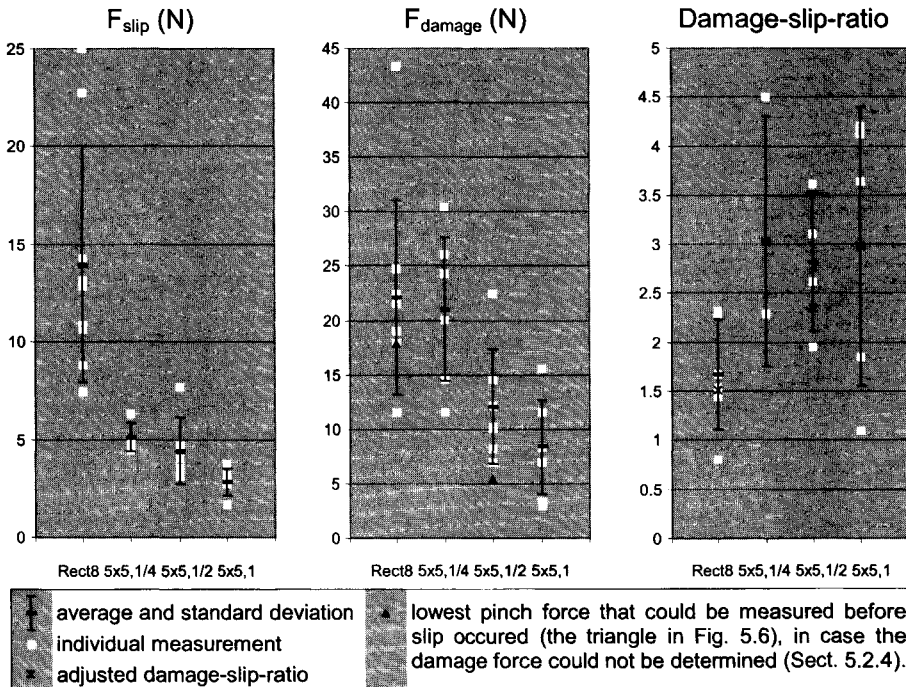 F_slip (N)
F_damage (N)
Damage-slip-ratio
25
20
15
10
5
0
Rect8 5x5,1/4 5x5,1/2 5x5,1
45
40
35
30
25
20
15
10
5
0
Rect8 5x5,1/4 5x5,1/2 5x5,1
5
4.5
4
3.5
3
2.5
2
1.5
1
0.5
0
Rect8 5x5,1/4 5x5,1/2 5x5,1
average and standard deviation
individual measurement
adjusted damage-slip-ratio
lowest pinch force that could be measured before
slip occured (the triangle in Fig. 5.6), in case the
damage force could not be determined (Sect. 5.2.4).